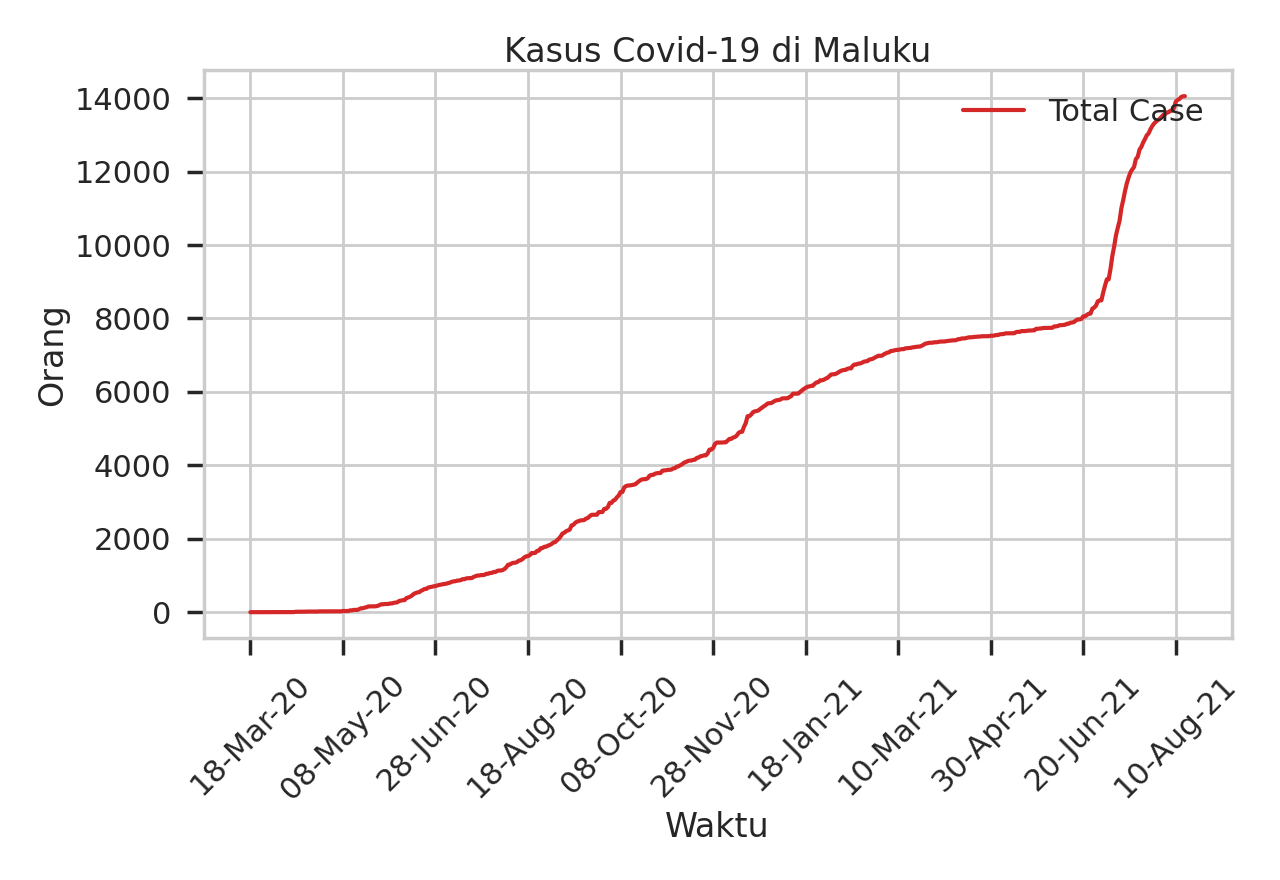 Kasus Covid-19 di Maluku
Total Case
14000
12000
10000
8000
6000
4000
2000
0
Orang
18-Mar-20
08-May-20
28-Jun-20
18-Aug-20
08-Oct-20
28-Nov-20
18-Jan-21
10-Mar-21
30-Apr-21
20-Jun-21
10-Aug-21
Waktu